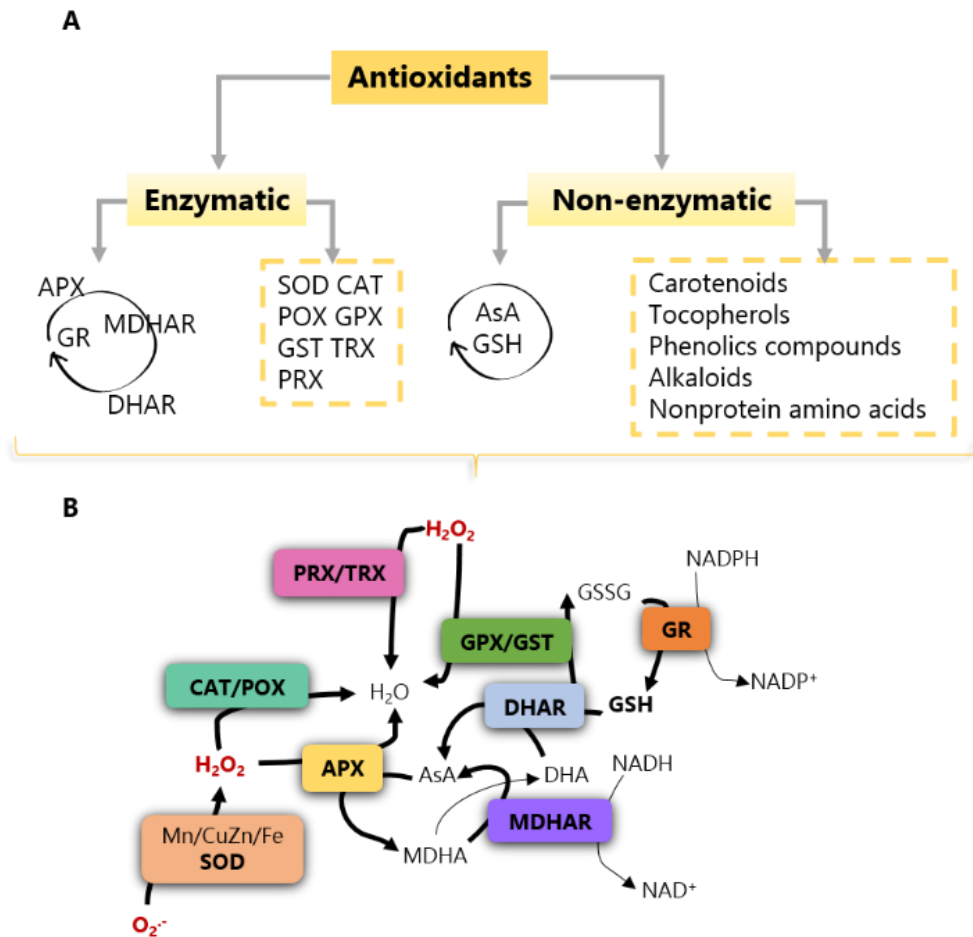 A
Antioxidants
Enzymatic
Non-enzymatic
APX
GR
MDHAR
DHAR
SOD CAT
POX GPX
GST TRX
PRX
AsA
GSH
Carotenoids
Tocopherols
Phenolics compounds
Alkaloids
Nonprotein amino acids
B
H₂O₂
PRX/TRX
NADPH
GSSG
GR
GPX/GST
NADP⁺
CAT/POX
H₂O
DHAR
GSH
H₂O₂
APX
AsA
DHA
NADH
MDHAR
MDHA
Mn/CuZn/Fe
SOD
NAD⁺
O₂·⁻